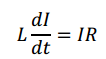 L dI/dt = IR